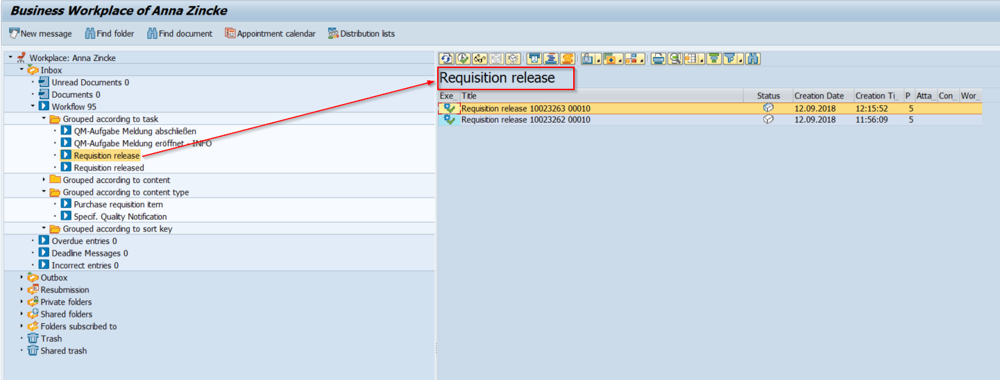 Business Workplace of Anna Zincke
New message Find folder Find document Appointment calendar Distribution lists
Workplace: Anna Zincke
Inbox
Unread Documents 0
Documents 0
Workflow 95
Grouped according to task
QM-Aufgabe Meldung abschließen
QM-Aufgabe Meldung eröffnet - INFO
Requisition release
Requisition released
Grouped according to content
Grouped according to content type
Purchase requisition item
Specif. Quality Notification
Grouped according to sort key
Overdue entries 0
Deadline Messages 0
Incorrect entries 0
Outbox
Resubmission
Private folders
Shared folders
Folders subscribed to
Trash
Shared trash
Requisition release
Exe... Title Status Creation Date Creation Ti... P Atta... Con... Wor...
Requisition release 10023263 00010 12.09.2018 12:15:52 5
Requisition release 10023262 00010 12.09.2018 11:56:09 5